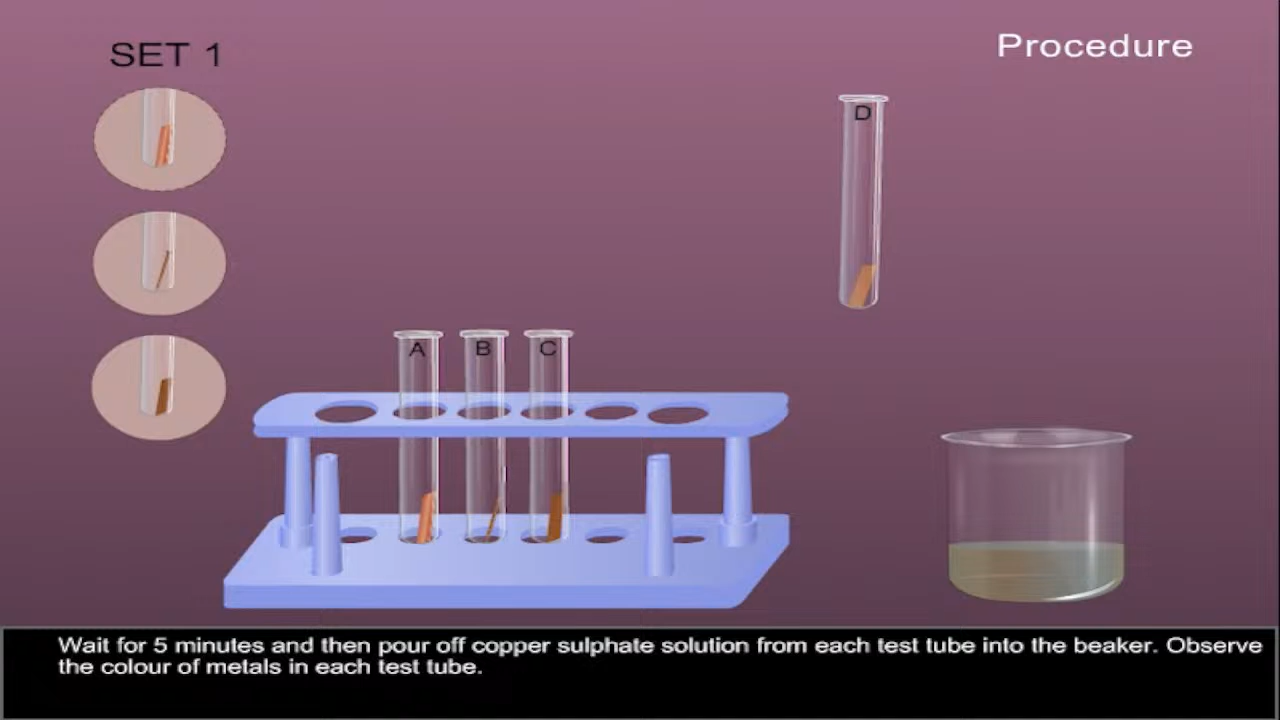 SET 1
Procedure
D
A
B
C
Wait for 5 minutes and then pour off copper sulphate solution from each test tube into the beaker. Observe
the colour of metals in each test tube.